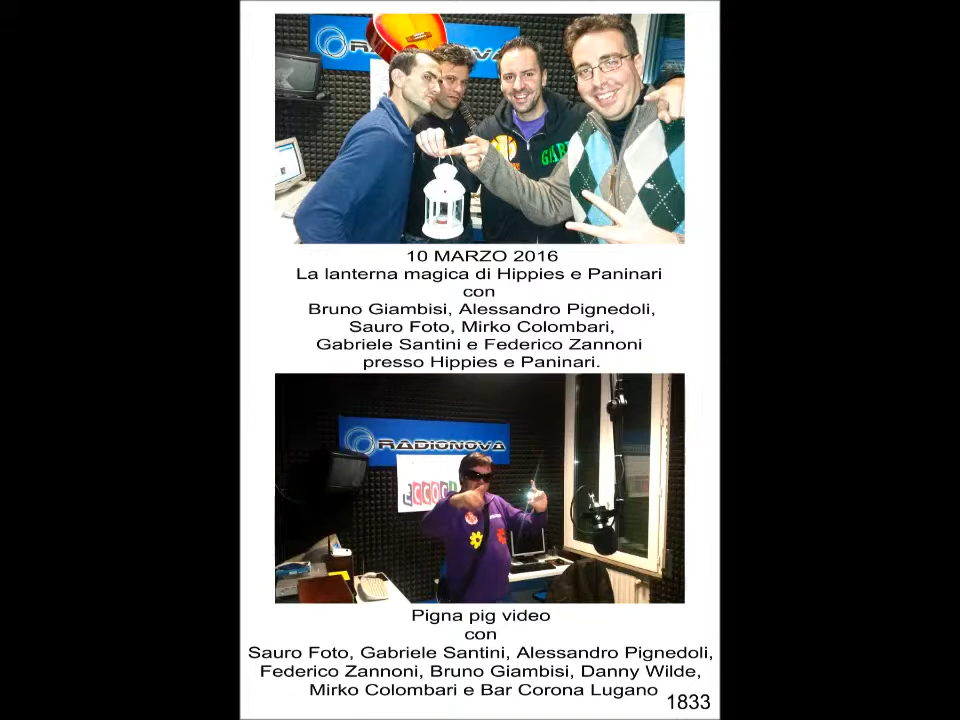 RADIONOVA
GABR
10 MARZO 2016
La lanterna magica di Hippies e Paninari
con
Bruno Giambisi, Alessandro Pignedoli,
Sauro Foto, Mirko Colombari,
Gabriele Santini e Federico Zannoni
presso Hippies e Paninari.
RADIONOVA
Pigna pig video
con
Sauro Foto, Gabriele Santini, Alessandro Pignedoli,
Federico Zannoni, Bruno Giambisi, Danny Wilde,
Mirko Colombari e Bar Corona Lugano
1833